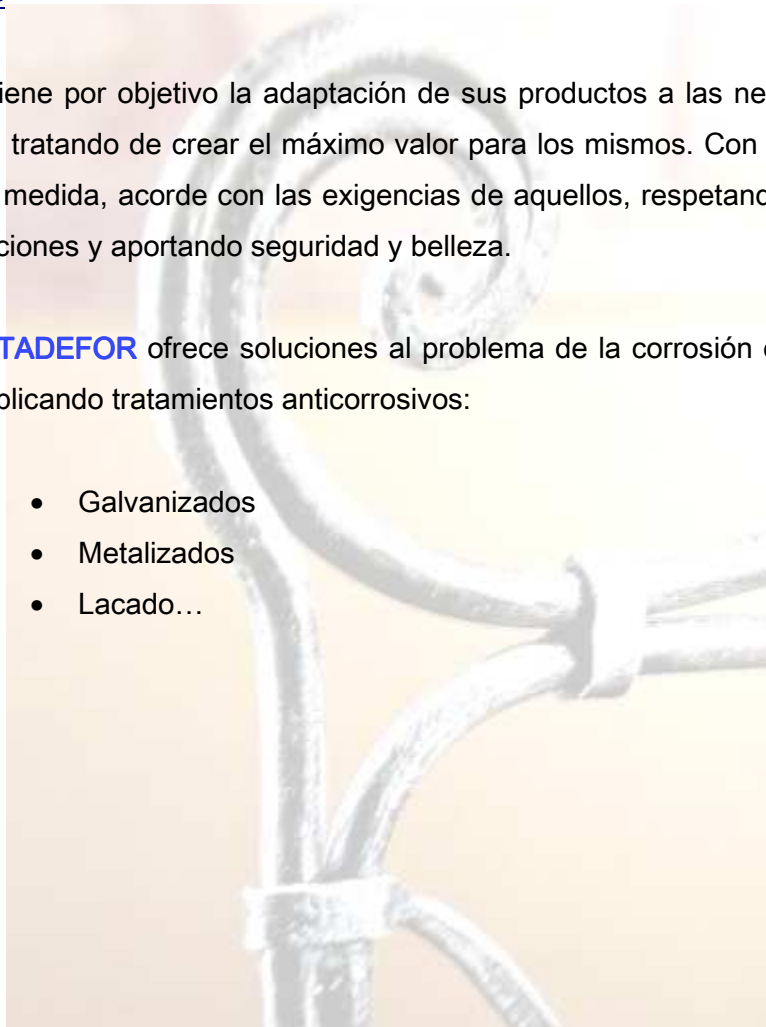 iene por objetivo la adaptación de sus productos a las ne
tratando de crear el máximo valor para los mismos. Con
medida, acorde con las exigencias de aquellos, respetand
ciones y aportando seguridad y belleza.
TADEFOR ofrece soluciones al problema de la corrosión
plicando tratamientos anticorrosivos:
• Galvanizados
• Metalizados
• Lacado…